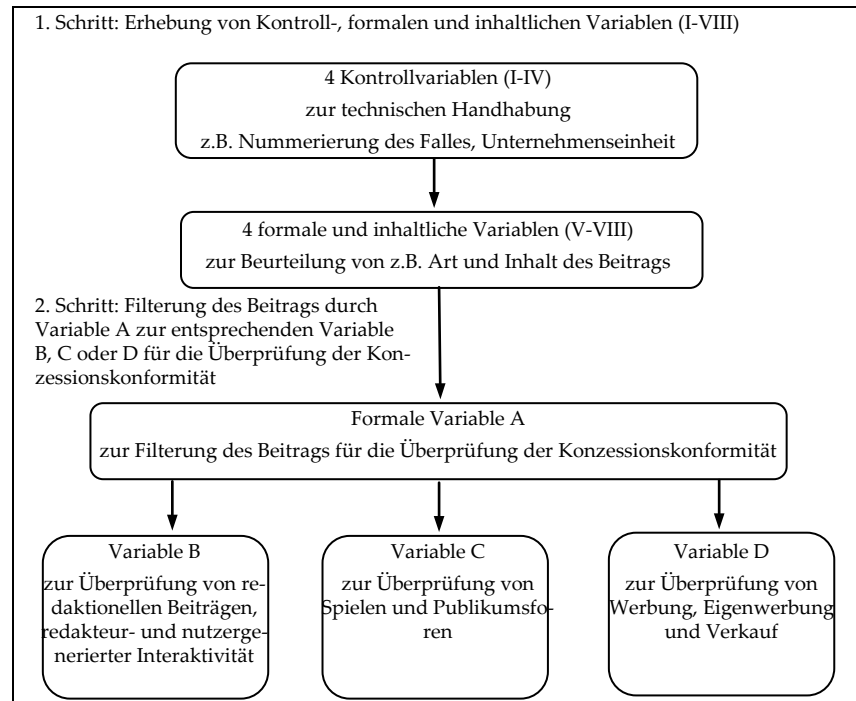 1. Schritt: Erhebung von Kontroll-, formalen und inhaltlichen Variablen (I-VIII)
4 Kontrollvariablen (I-IV)
zur technischen Handhabung
z.B. Nummerierung des Falles, Unternehmenseinheit
4 formale und inhaltliche Variablen (V-VIII)
zur Beurteilung von z.B. Art und Inhalt des Beitrags
2. Schritt: Filterung des Beitrags durch
Variable A zur entsprechenden Variable
B, C oder D für die Überprüfung der Kon-
zessionskonformität
Formale Variable A
zur Filterung des Beitrags für die Überprüfung der Konzessionskonformität
Variable B
zur Überprüfung von re-
daktionellen Beiträgen,
redakteur- und nutzerge-
nerierter Interaktivität
Variable C
zur Überprüfung von
Spielen und Publikumsfo-
ren
Variable D
zur Überprüfung von
Werbung, Eigenwerbung
und Verkauf